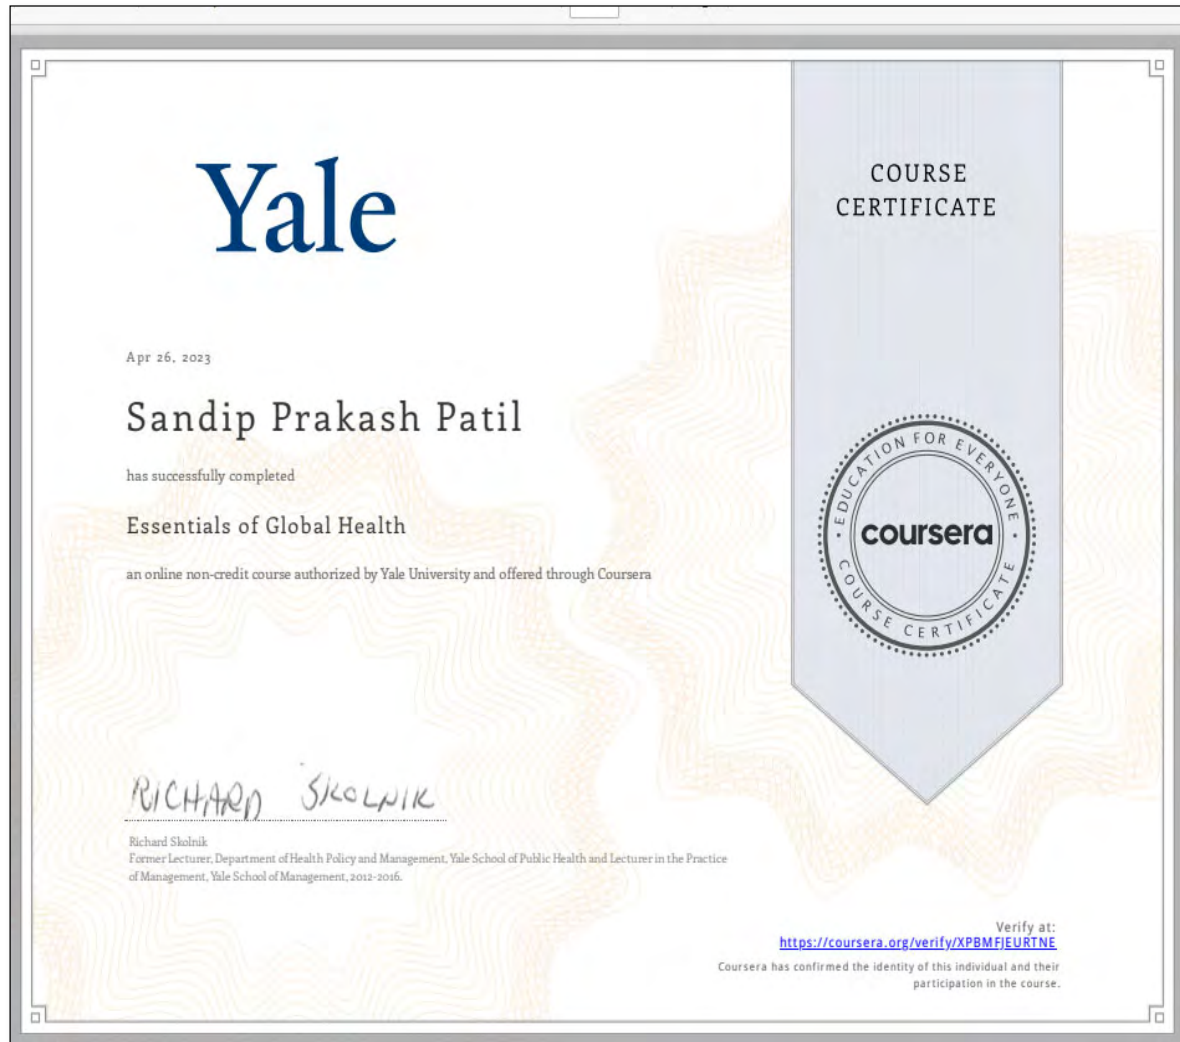 Yale
COURSE
CERTIFICATE
Apr 26, 2023
Sandip Prakash Patil
has successfully completed
Essentials of Global Health
an online non-credit course authorized by Yale University and offered through Coursera
EDUCATION FOR EVERYONE
coursera
COURSE CERTIFICATE
RICHARD SKOLNIK
Richard Skolnik
Former Lecturer, Department of Health Policy and Management, Yale School of Public Health and Lecturer in the Practice
of Management, Yale School of Management, 2012-2016.
Verify at:
https://coursera.org/verify/XPBMFJEURTNE
Coursera has confirmed the identity of this individual and their
participation in the course.